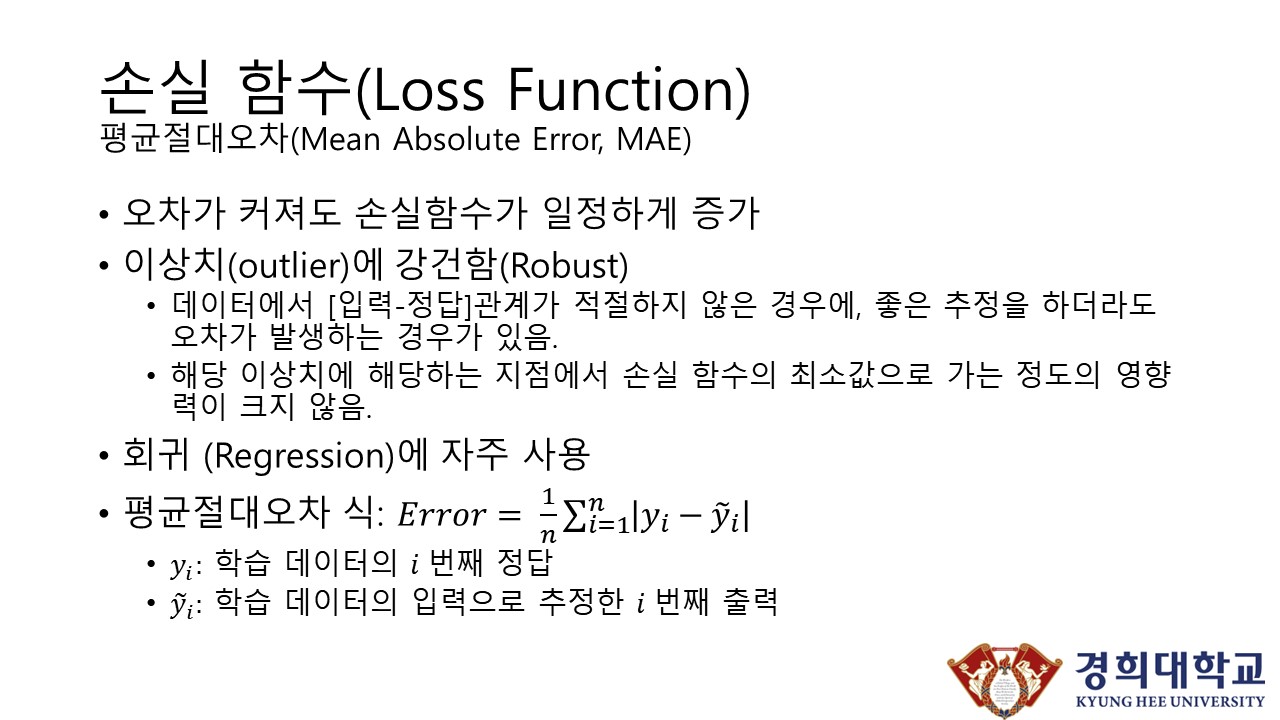 손실 함수(Loss Function)
평균절대오차(Mean Absolute Error, MAE)
• 오차가 커져도 손실함수가 일정하게 증가
• 이상치(outlier)에 강건함(Robust)
• 데이터에서 [입력-정답]관계가 적절하지 않은 경우에, 좋은 추정을 하더라도
오차가 발생하는 경우가 있음.
• 해당 이상치에 해당하는 지점에서 손실 함수의 최소값으로 가는 정도의 영향
력이 크지 않음.
• 회귀 (Regression)에 자주 사용
• 평균절대오차 식: Error = 1/n ∑ⁿᵢ₌₁|yᵢ − ỹᵢ|
• yᵢ: 학습 데이터의 i 번째 정답
• ỹᵢ: 학습 데이터의 입력으로 추정한 i 번째 출력
경희대학교
KYUNG HEE UNIVERSITY